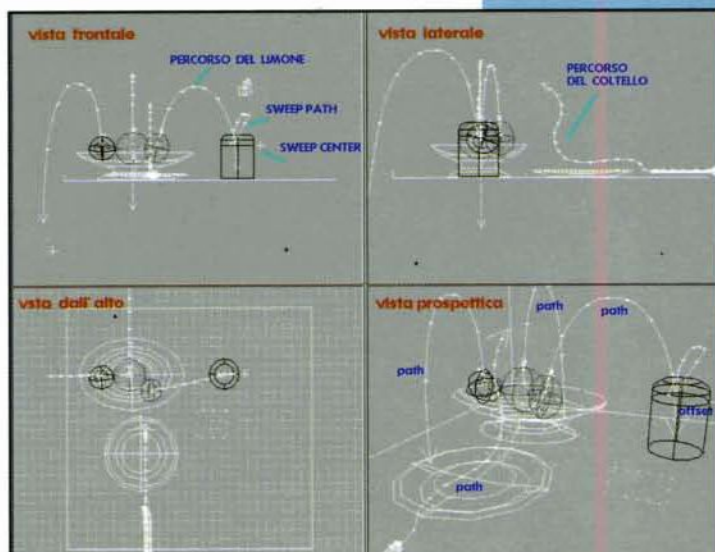 vista frontale
PERCORSO DEL LIMONE
SWEEP PATH
SWEEP CENTER
vista laterale
PERCORSO
DEL COLTELLO
vsta dall'alto
vista prospettica
path
path
path
offset
path